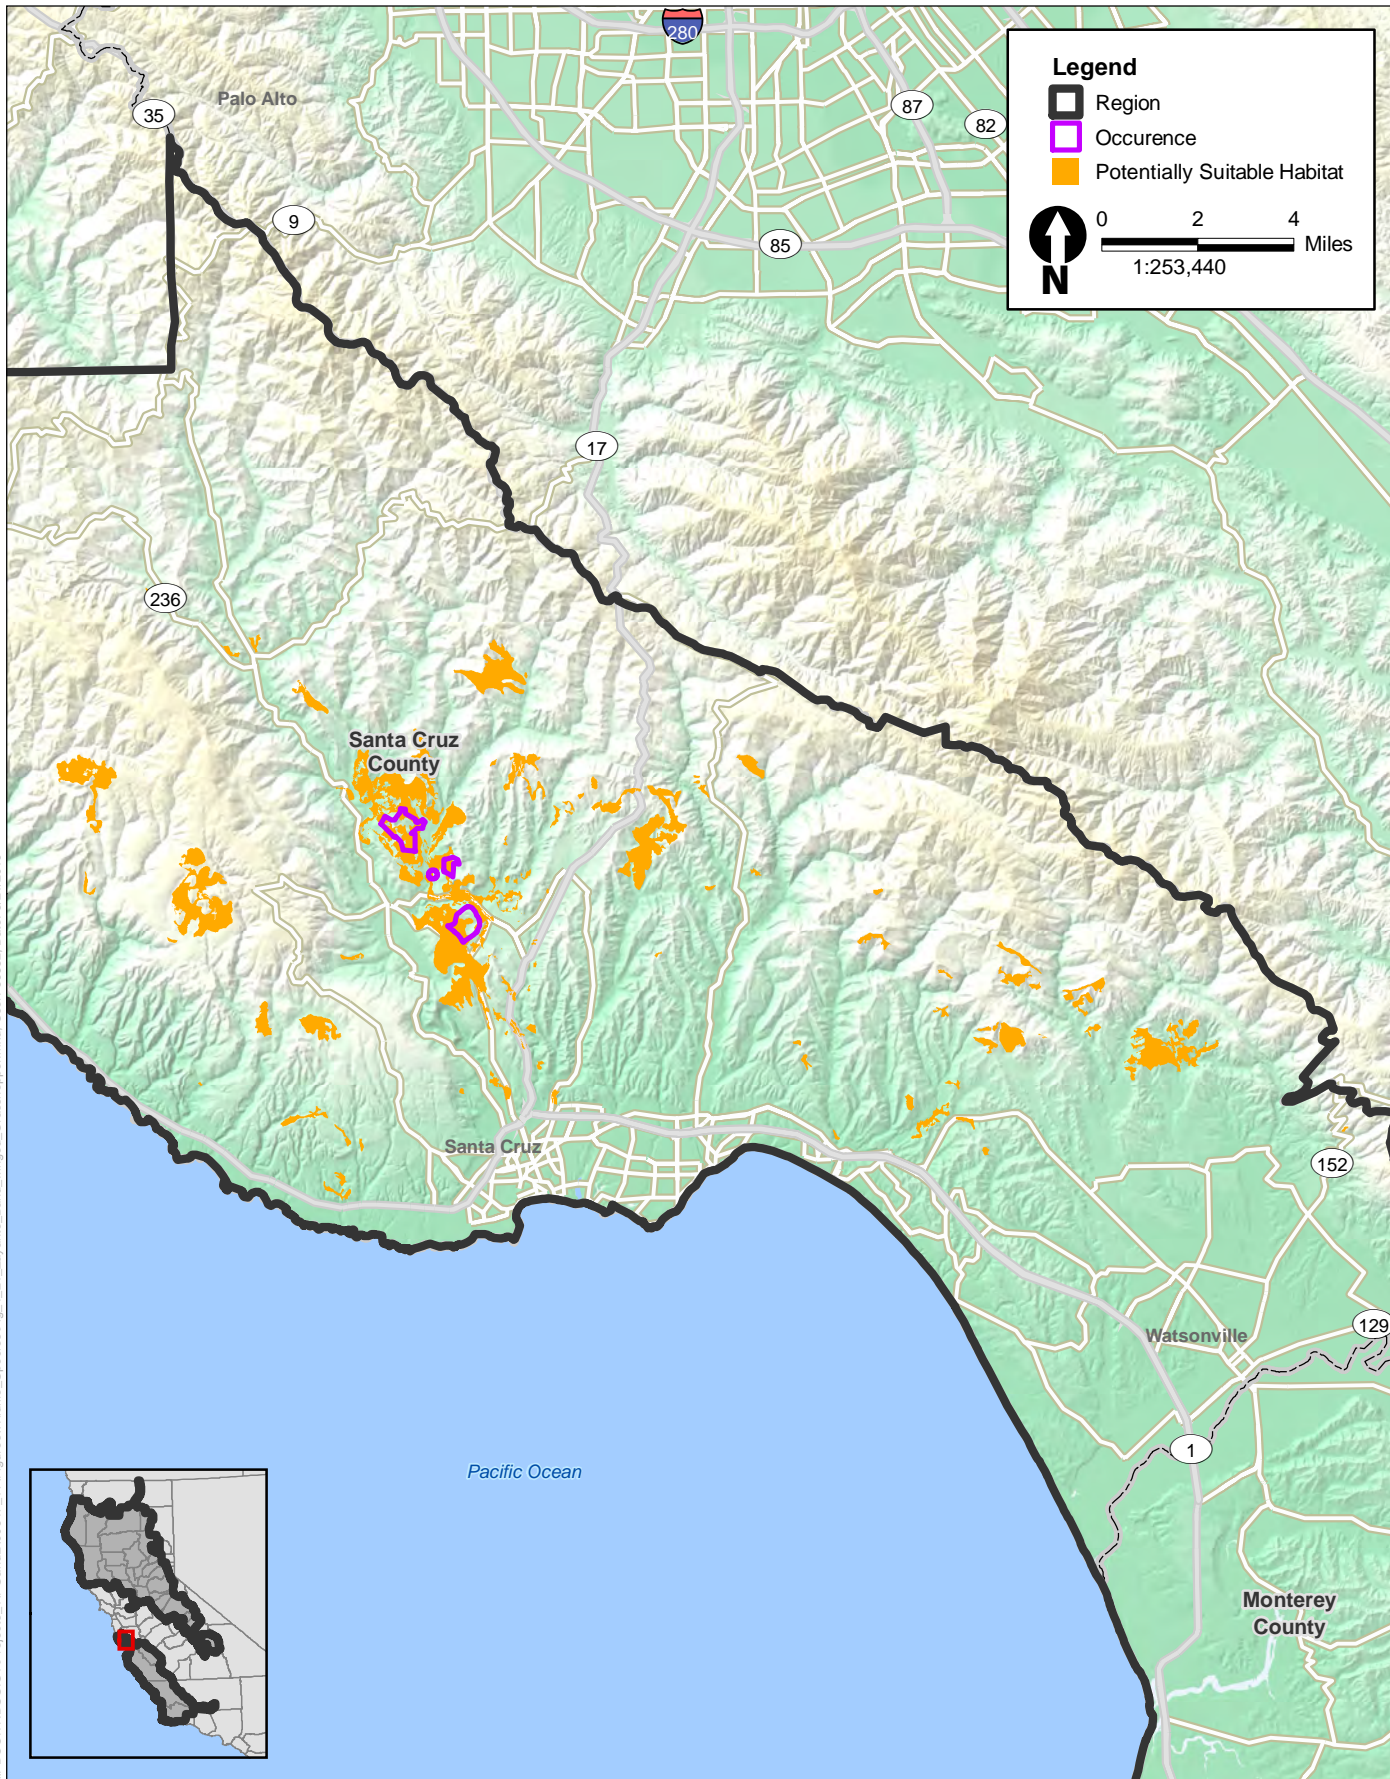 280
Palo Alto
35
87
82
9
85
17
236
Legend
Region
Occurence
Potentially Suitable Habitat
0 2 4
Miles
1:253,440
N
Santa Cruz
County
Santa Cruz
152
129
Watsonville
1
Pacific Ocean
Monterey
County